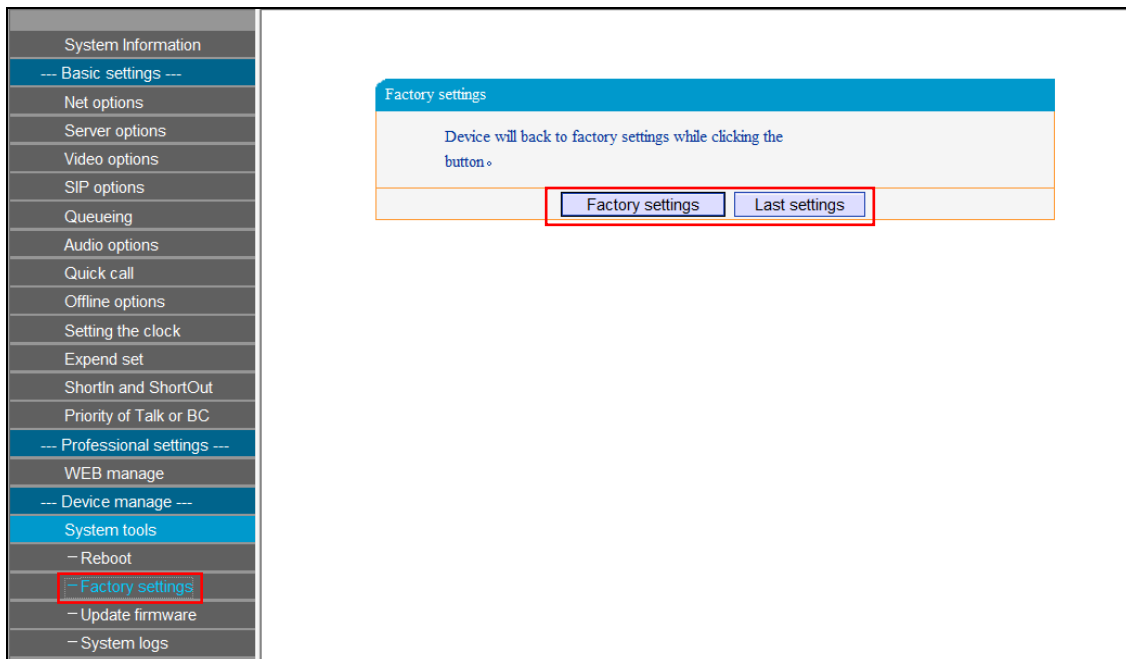 System Information
--- Basic settings ---
Net options
Server options
Video options
SIP options
Queueing
Audio options
Quick call
Offline options
Setting the clock
Expend set
ShortIn and ShortOut
Priority of Talk or BC
--- Professional settings ---
WEB manage
--- Device manage ---
System tools
－Reboot
－Factory settings
－Update firmware
－System logs
Factory settings
Device will back to factory settings while clicking the
button。
Factory settings Last settings